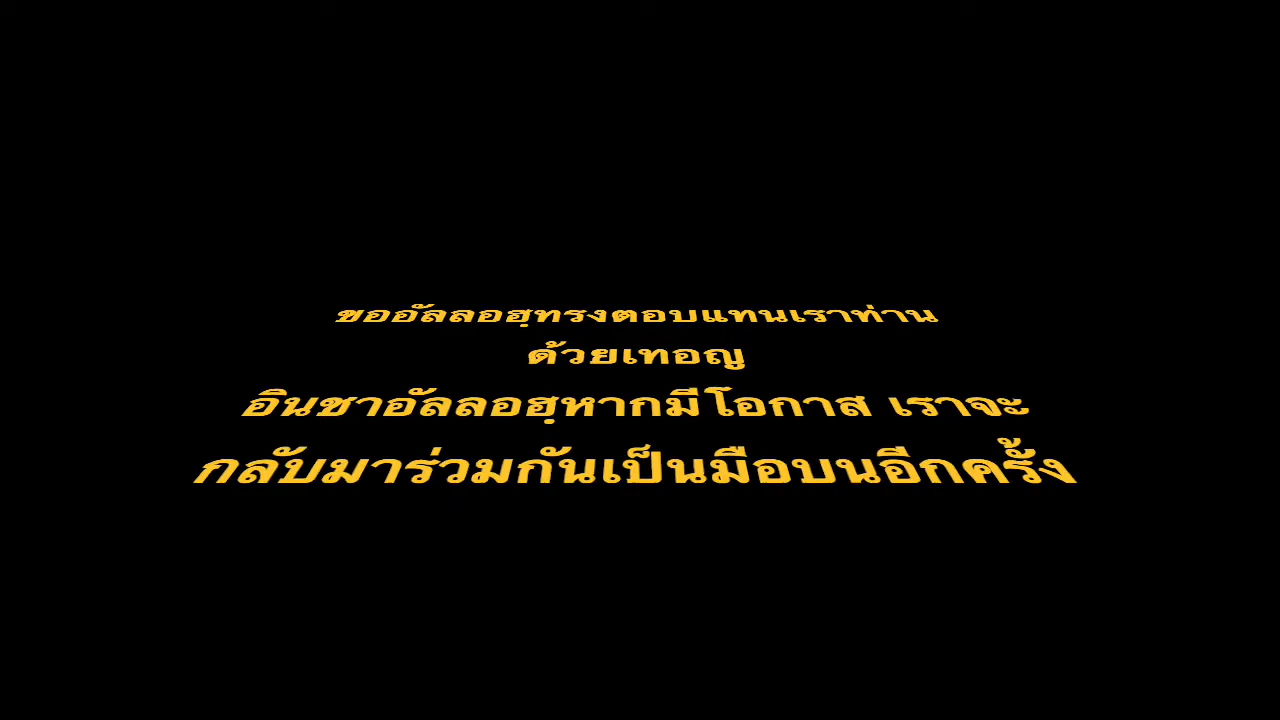 ขออัลลอฮฺทรงตอบแทนเราท่าน
ด้วยเทอญ
อินชาอัลลอฮฺหากมีโอกาส เราจะ
กลับมาร่วมกันเป็นมือบนอีกครั้ง